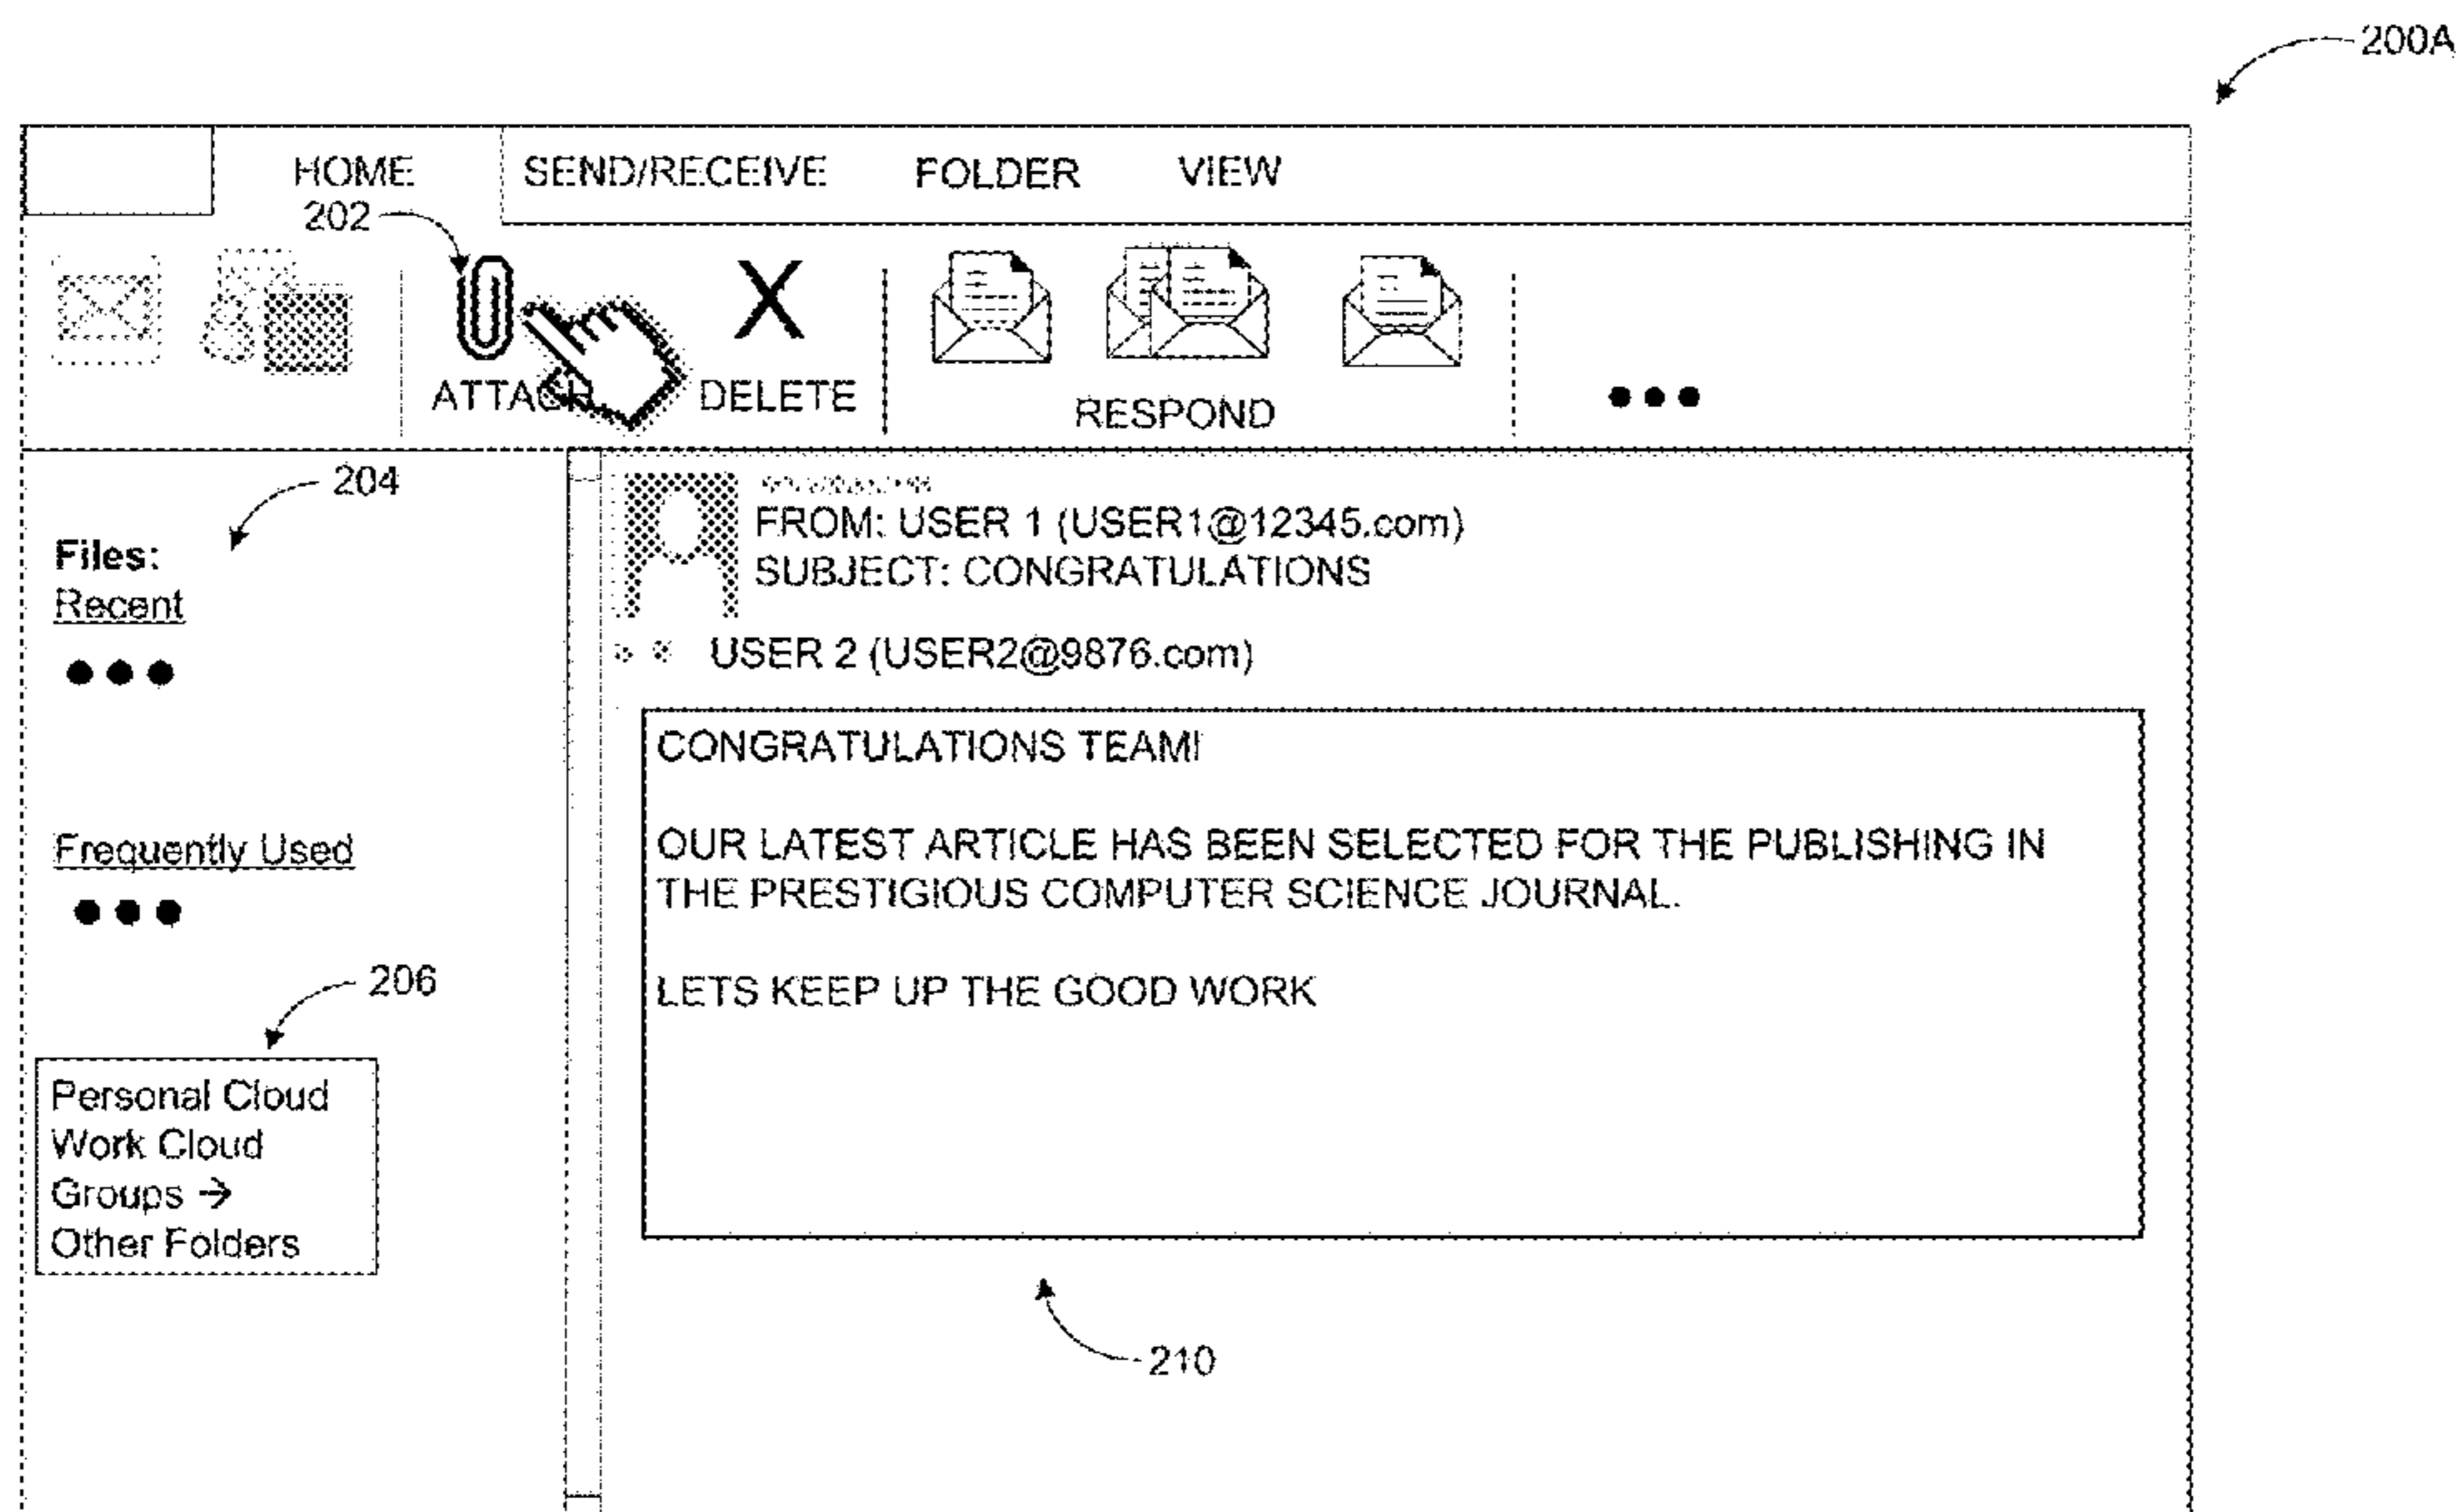 200A
HOME SEND/RECEIVE FOLDER VIEW
202
ATTACH DELETE RESPOND
204
Files:
Recent
Frequently Used
206
Personal Cloud
Work Cloud
Groups →
Other Folders
FROM: USER 1 (USER1@12345.com)
SUBJECT: CONGRATULATIONS
USER 2 (USER2@9876.com)
CONGRATULATIONS TEAM!
OUR LATEST ARTICLE HAS BEEN SELECTED FOR THE PUBLISHING IN
THE PRESTIGIOUS COMPUTER SCIENCE JOURNAL.
LETS KEEP UP THE GOOD WORK
210